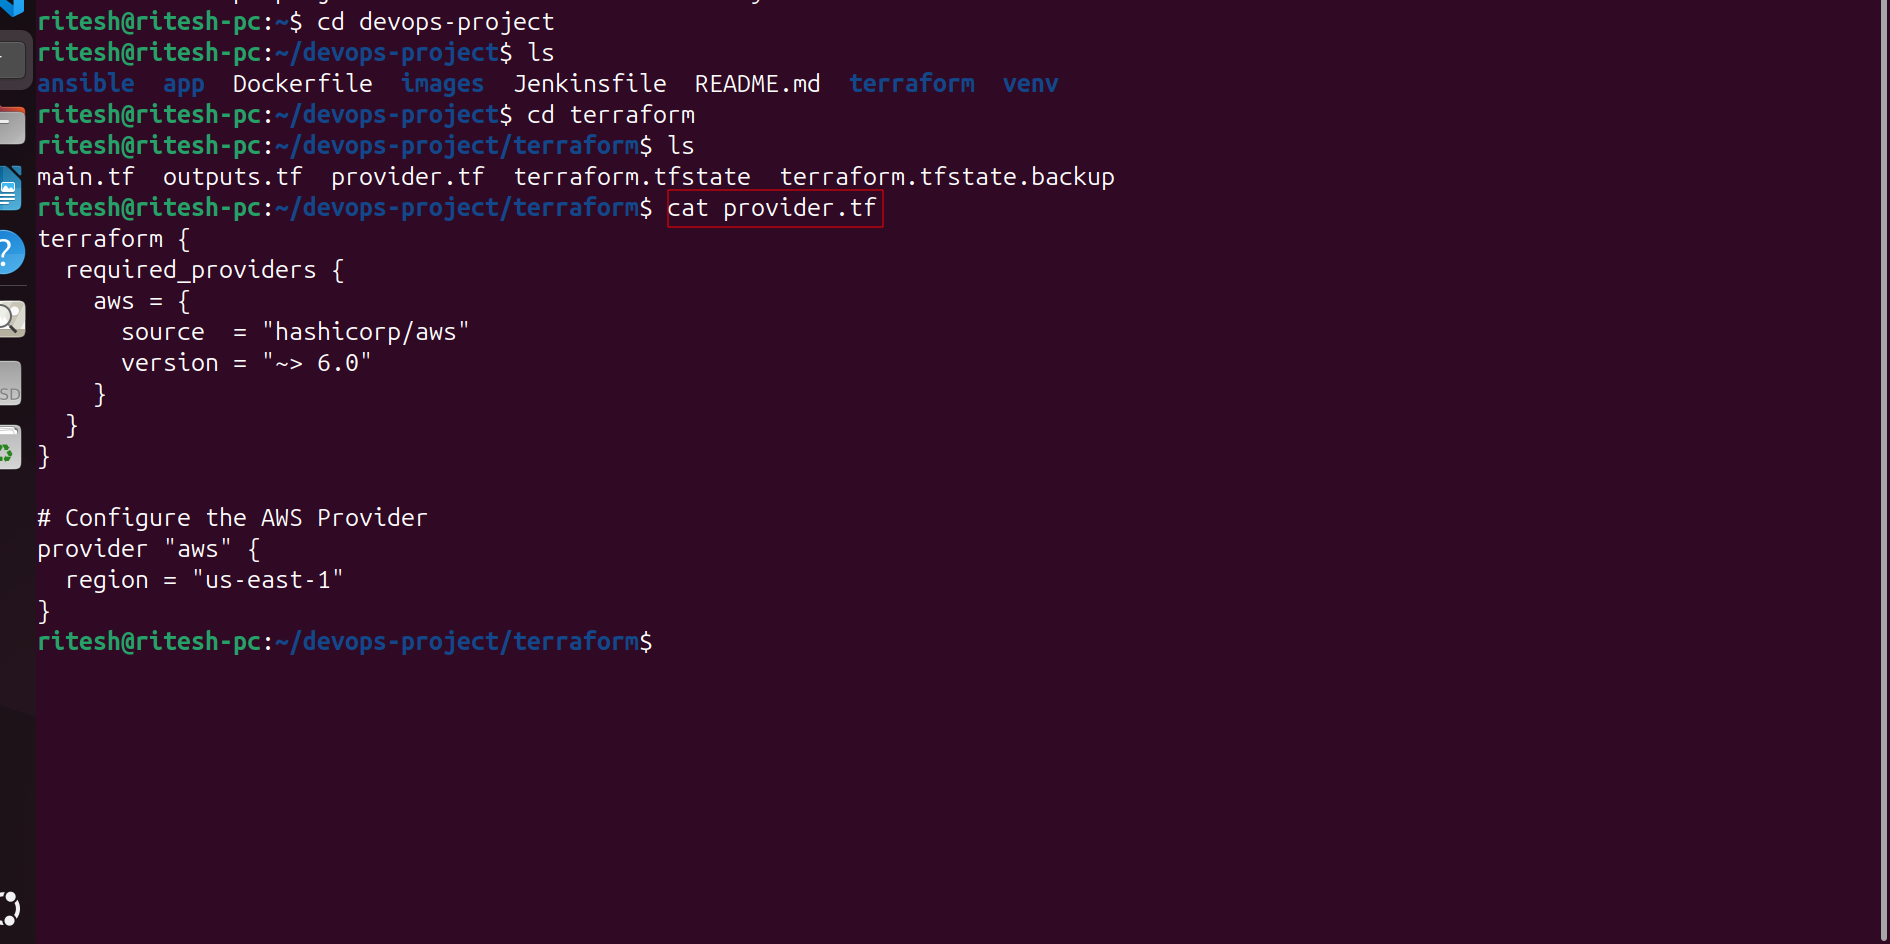 ritesh@ritesh-pc:~$ cd devops-project
ritesh@ritesh-pc:~/devops-project$ ls
ansible  app  Dockerfile  images  Jenkinsfile  README.md  terraform  venv
ritesh@ritesh-pc:~/devops-project$ cd terraform
ritesh@ritesh-pc:~/devops-project/terraform$ ls
main.tf  outputs.tf  provider.tf  terraform.tfstate  terraform.tfstate.backup
ritesh@ritesh-pc:~/devops-project/terraform$ cat provider.tf
terraform {
  required_providers {
    aws = {
      source  = "hashicorp/aws"
      version = "~> 6.0"
    }
  }
}

# Configure the AWS Provider
provider "aws" {
  region = "us-east-1"
}
ritesh@ritesh-pc:~/devops-project/terraform$